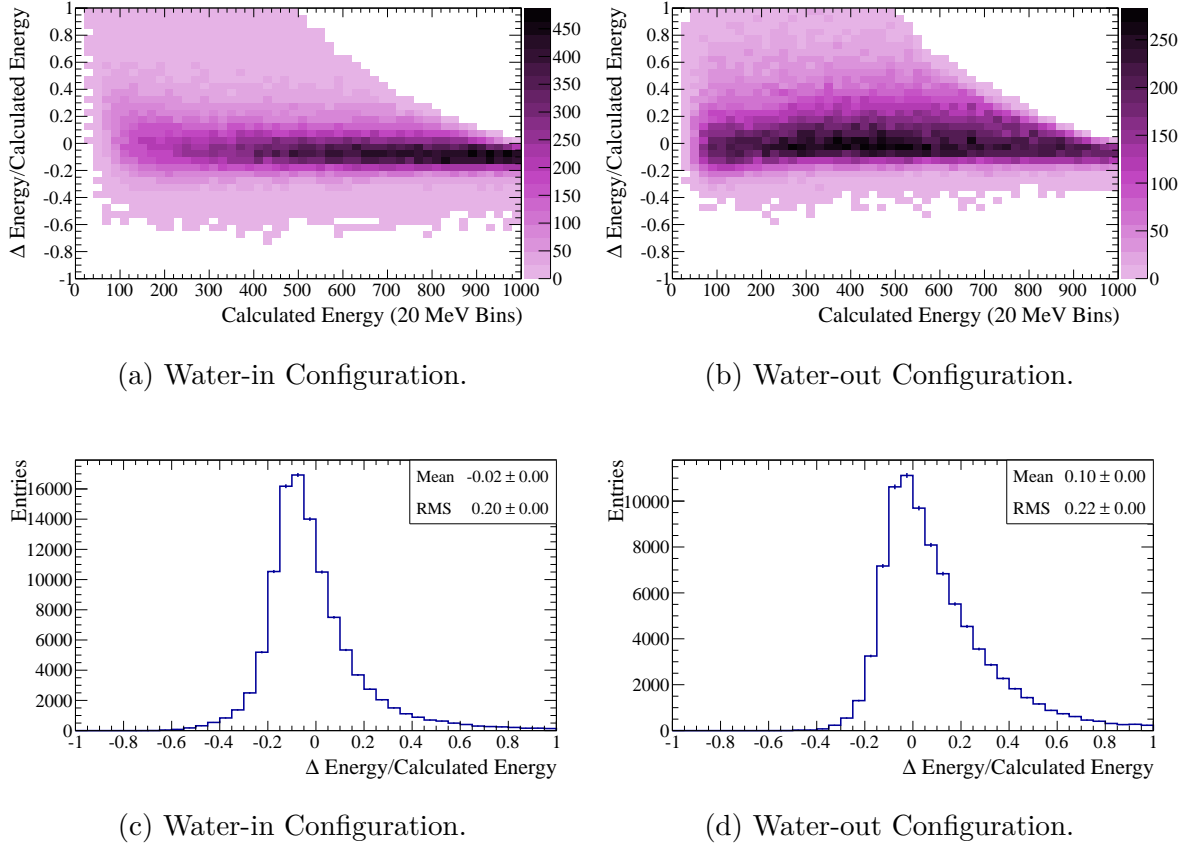 Δ Energy/Calculated Energy
1
0.8
0.6
0.4
0.2
0
-0.2
-0.4
-0.6
-0.8
-1
0 100 200 300 400 500 600 700 800 900 1000
Calculated Energy (20 MeV Bins)
450
400
350
300
250
200
150
100
50
0
(a) Water-in Configuration.
Δ Energy/Calculated Energy
1
0.8
0.6
0.4
0.2
0
-0.2
-0.4
-0.6
-0.8
-1
0 100 200 300 400 500 600 700 800 900 1000
Calculated Energy (20 MeV Bins)
250
200
150
100
50
0
(b) Water-out Configuration.
Entries
16000
14000
12000
10000
8000
6000
4000
2000
0
-1 -0.8 -0.6 -0.4 -0.2 0 0.2 0.4 0.6 0.8 1
Δ Energy/Calculated Energy
Mean -0.02 ± 0.00
RMS 0.20 ± 0.00
(c) Water-in Configuration.
Entries
10000
8000
6000
4000
2000
0
-1 -0.8 -0.6 -0.4 -0.2 0 0.2 0.4 0.6 0.8 1
Δ Energy/Calculated Energy
Mean 0.10 ± 0.00
RMS 0.22 ± 0.00
(d) Water-out Configuration.